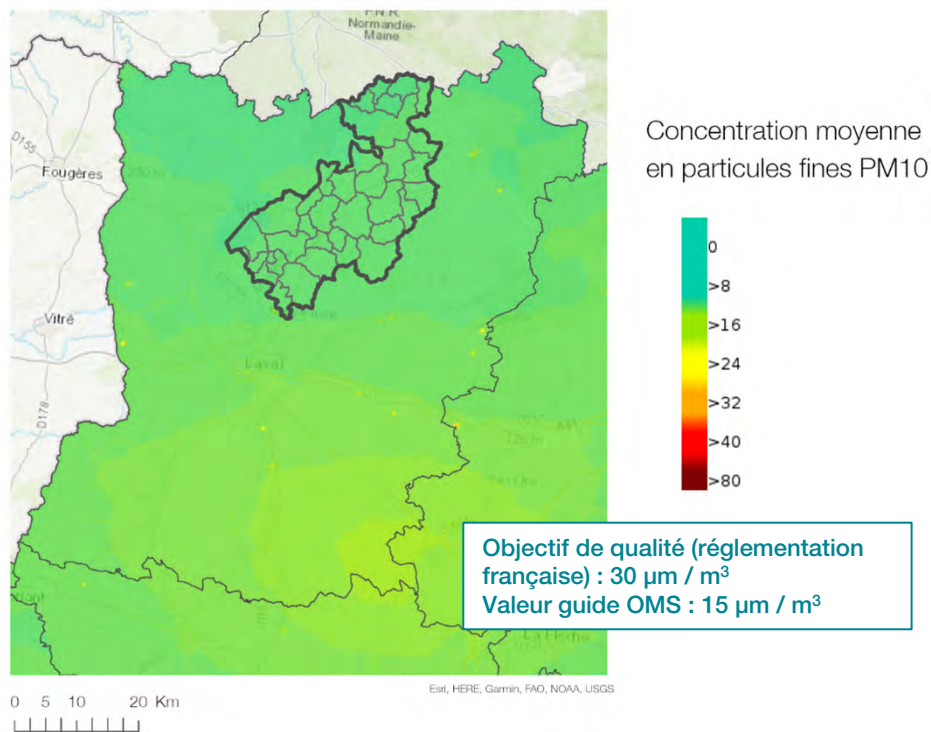 P.N.R.
Normandie-
Maine
D155
Fougères
Vitré
Laval
D178
Concentration moyenne
en particules fines PM10
0
>8
>16
>24
>32
>40
>80
Objectif de qualité (réglementation
française) : 30 µm / m³
Valeur guide OMS : 15 µm / m³
La Flèche
Esri, HERE, Garmin, FAO, NOAA, USGS
0 5 10 20 Km